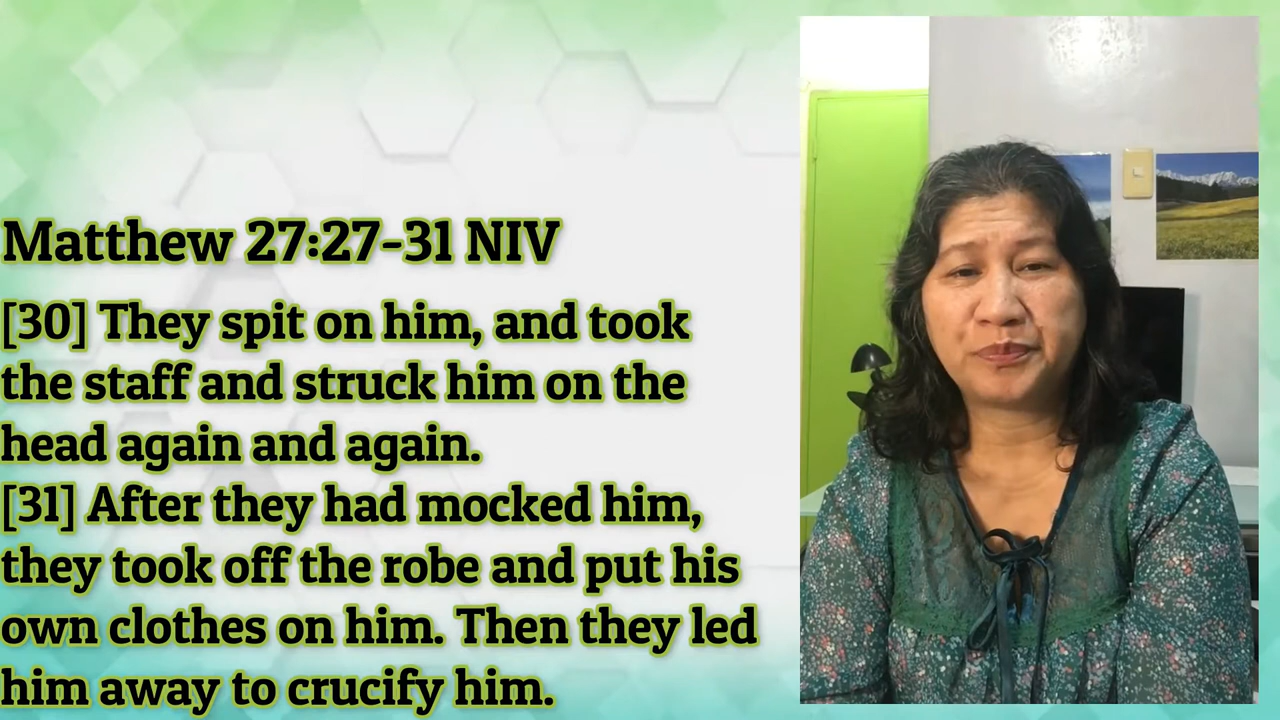 Matthew 27:27-31 NIV
[30] They spit on him, and took
the staff and struck him on the
head again and again.
[31] After they had mocked him,
they took off the robe and put his
own clothes on him. Then they led
him away to crucify him.